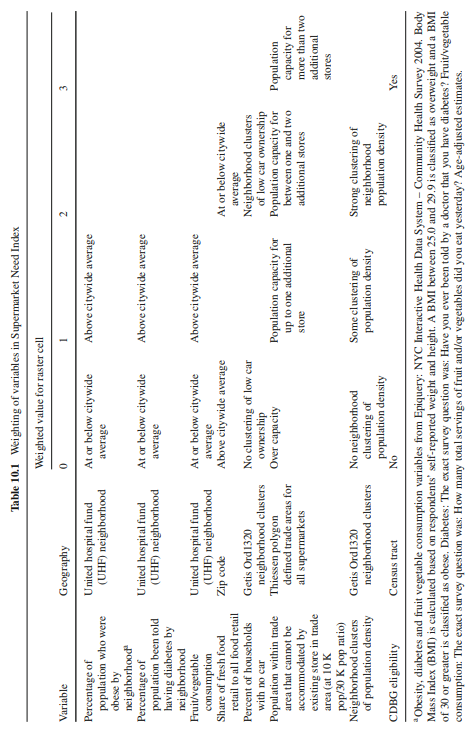 Table 10.1 Weighting of variables in Supermarket Need Index
Weighted value for raster cell
Variable Geography 0 1 2 3
Percentage of population who were obese by neighborhoodᵃ United hospital fund (UHF) neighborhood At or below citywide average Above citywide average
Percentage of population been told having diabetes by neighborhood United hospital fund (UHF) neighborhood At or below citywide average Above citywide average
Fruit/vegetable consumption United hospital fund (UHF) neighborhood At or below citywide average Above citywide average
Share of fresh food retail to all food retail Zip code Above citywide average At or below citywide average
Percent of households with no car Getis Ord1320 neighborhood clusters No clustering of low car ownership Neighborhood clusters of low car ownership
Population within trade area that cannot be accommodated by existing store in trade area (at 10 K pop/30 K pop ratio) Thiessen polygon defined trade areas for all supermarkets Over capacity Population capacity for up to one additional store Population capacity for between one and two additional stores Population capacity for more than two additional stores
Neighborhood clusters of population density Getis Ord1320 neighborhood clusters No neighborhood clustering of population density Some clustering of population density Strong clustering of neighborhood population density
CDBG eligibility Census tract No Yes
ᵃObesity, diabetes and fruit vegetable consumption variables from Epiquery: NYC Interactive Health Data System – Community Health Survey 2004. Body
Mass Index (BMI) is calculated based on respondents' self-reported weight and height. A BMI between 25.0 and 29.9 is classified as overweight and a BMI
of 30 or greater is classified as obese. Diabetes: The exact survey question was: Have you ever been told by a doctor that you have diabetes? Fruit/vegetable
consumption: The exact survey question was: How many total servings of fruit and/or vegetables did you eat yesterday? Age-adjusted estimates.